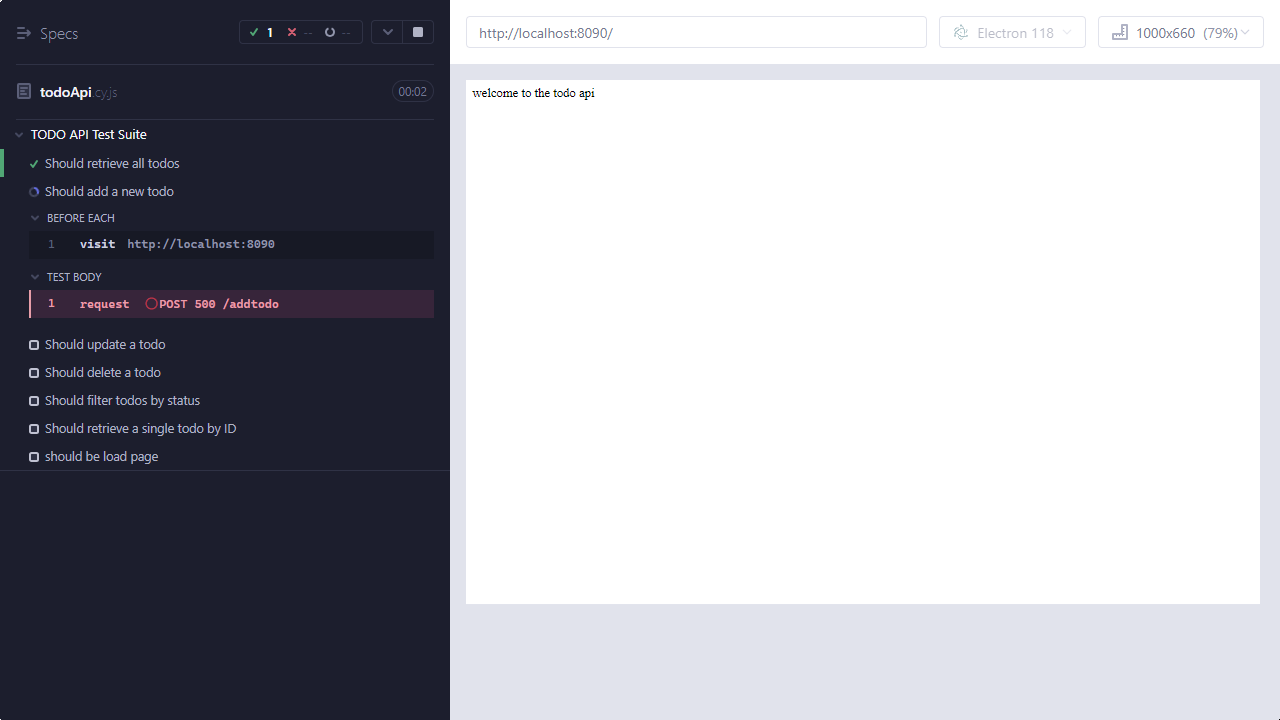 Specs
1
--
--
http://localhost:8090/
Electron 118
1000x660 (79%)
todoApi.cy.js
00:02
welcome to the todo api
TODO API Test Suite
Should retrieve all todos
Should add a new todo
BEFORE EACH
1 visit http://localhost:8090
TEST BODY
1 request POST 500 /addtodo
Should update a todo
Should delete a todo
Should filter todos by status
Should retrieve a single todo by ID
should be load page